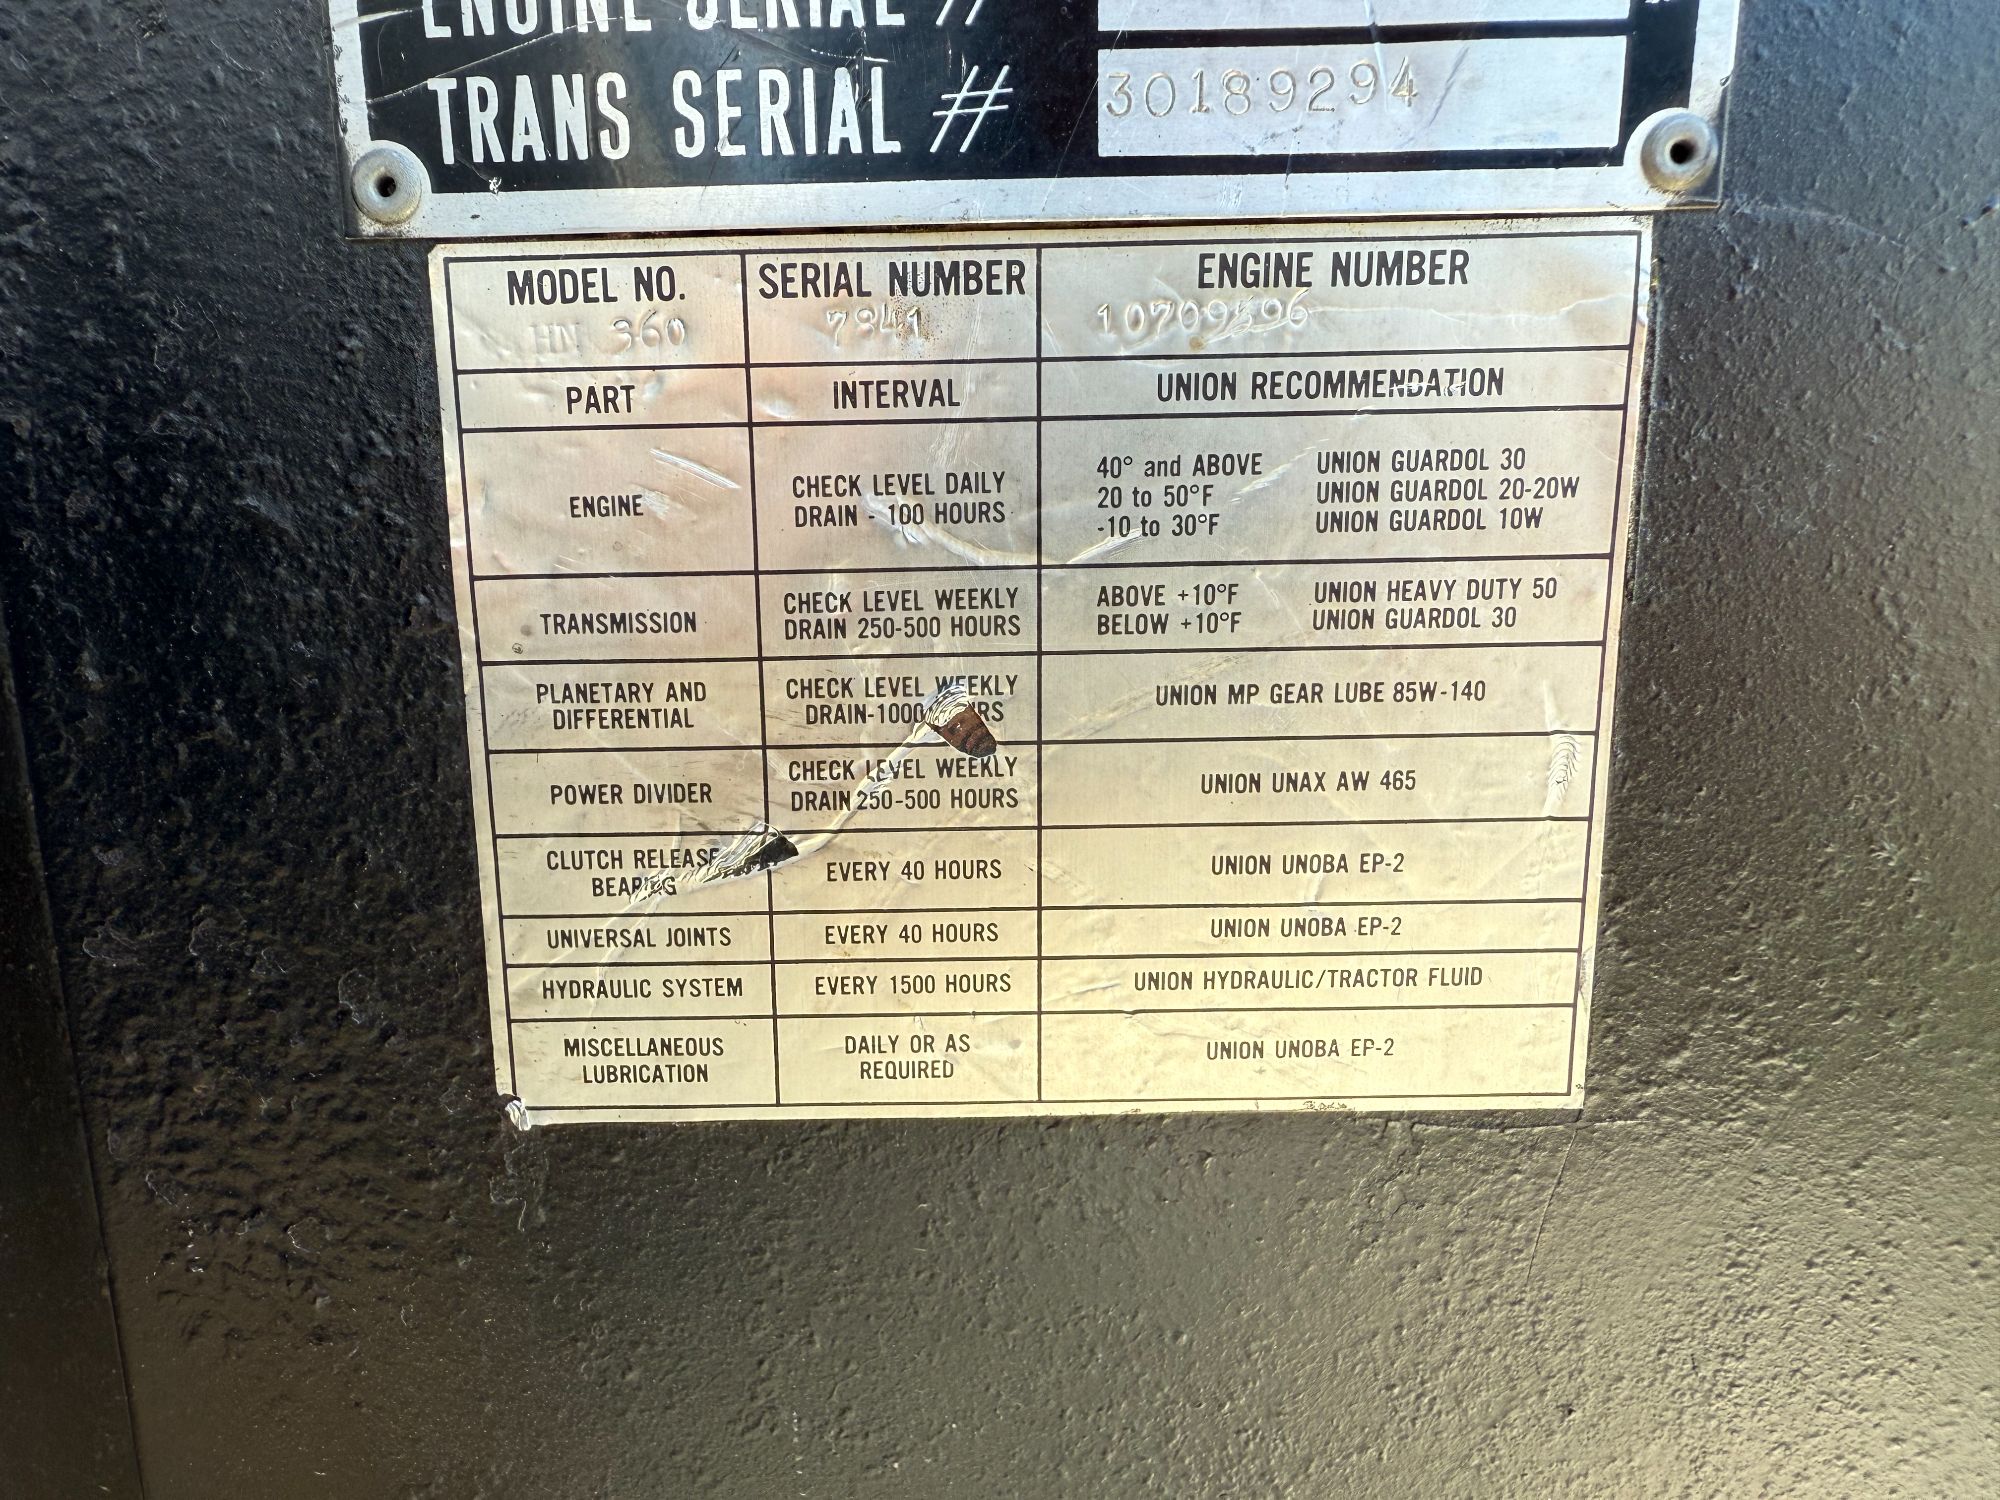 ENGINE SERIAL #
TRANS SERIAL # 30189294
MODEL NO. SERIAL NUMBER ENGINE NUMBER
HN 360
PART INTERVAL UNION RECOMMENDATION
ENGINE
CHECK LEVEL DAILY
DRAIN - 100 HOURS
40° and ABOVE UNION GUARDOL 30
20 to 50°F UNION GUARDOL 20-20W
-10 to 30°F UNION GUARDOL 10W
TRANSMISSION
CHECK LEVEL WEEKLY
DRAIN 250-500 HOURS
ABOVE +10°F UNION HEAVY DUTY 50
BELOW +10°F UNION GUARDOL 30
PLANETARY AND
DIFFERENTIAL
CHECK LEVEL WEEKLY
DRAIN-1000
UNION MP GEAR LUBE 85W-140
POWER DIVIDER
CHECK LEVEL WEEKLY
DRAIN 250-500 HOURS
UNION UNAX AW 465
CLUTCH RELEASE
BEARING
EVERY 40 HOURS
UNION UNOBA EP-2
UNIVERSAL JOINTS
EVERY 40 HOURS
UNION UNOBA EP-2
HYDRAULIC SYSTEM
EVERY 1500 HOURS
UNION HYDRAULIC/TRACTOR FLUID
MISCELLANEOUS
LUBRICATION
DAILY OR AS
REQUIRED
UNION UNOBA EP-2